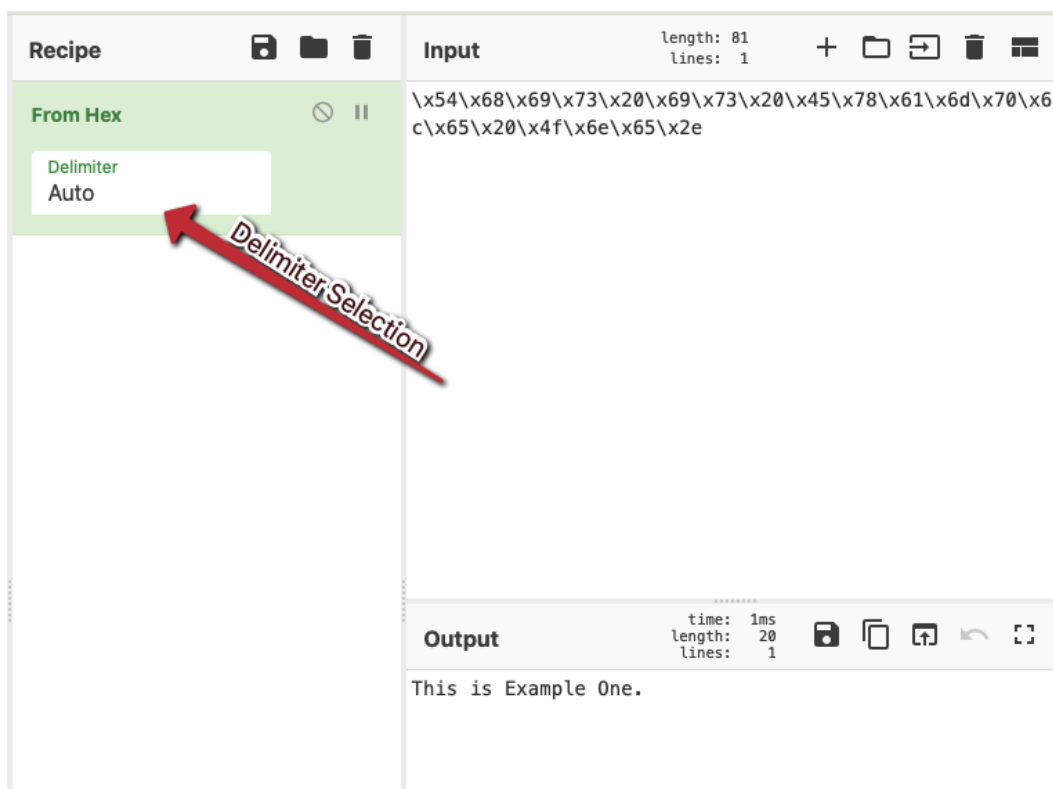 Recipe
From Hex
Delimiter
Auto
Delimiter Selection
Input
length: 81
lines: 1
\x54\x68\x69\x73\x20\x69\x73\x20\x45\x78\x61\x6d\x70\x6
c\x65\x20\x4f\x6e\x65\x2e
Output
time: 1ms
length: 20
lines: 1
This is Example One.